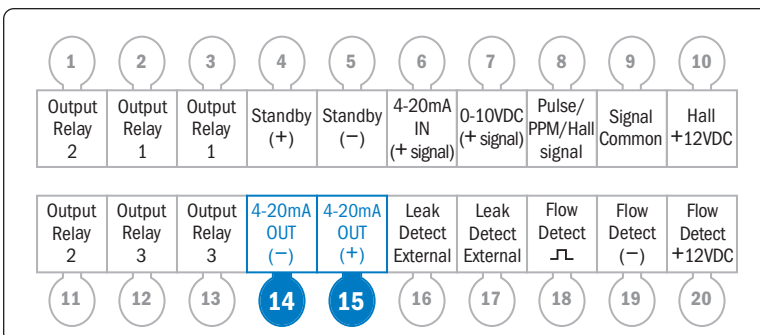 1 2 3 4 5 6 7 8 9 10
Output Relay 2
Output Relay 1
Output Relay 1
Standby (+)
Standby (−)
4-20mA IN (+ signal)
0-10VDC (+ signal)
Pulse/ PPM/Hall signal
Signal Common
Hall +12VDC
Output Relay 2
Output Relay 3
Output Relay 3
4-20mA OUT (−)
4-20mA OUT (+)
Leak Detect External
Leak Detect External
Flow Detect
Flow Detect (−)
Flow Detect +12VDC
11 12 13 14 15 16 17 18 19 20